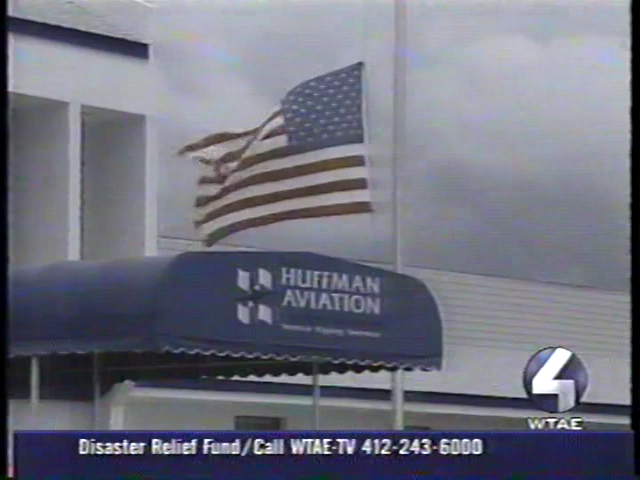 HUFFMAN
AVIATION
4
WTAE
Disaster Relief Fund/Call WTAE-TV 412-243-6000